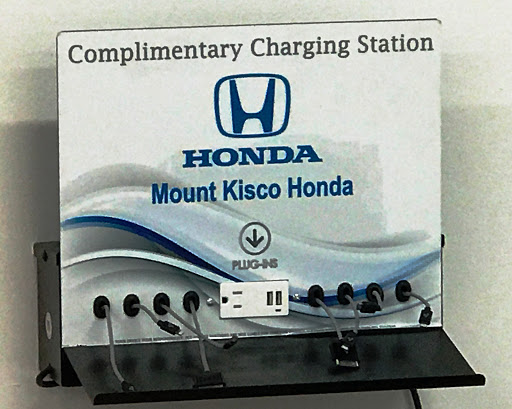 Complimentary Charging Station
HONDA
Mount Kisco Honda
PLUG-INS